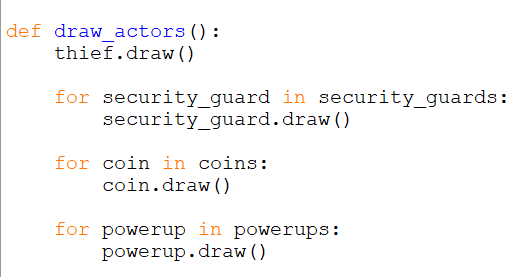 def draw_actors():
    thief.draw()

    for security_guard in security_guards:
        security_guard.draw()

    for coin in coins:
        coin.draw()

    for powerup in powerups:
        powerup.draw()